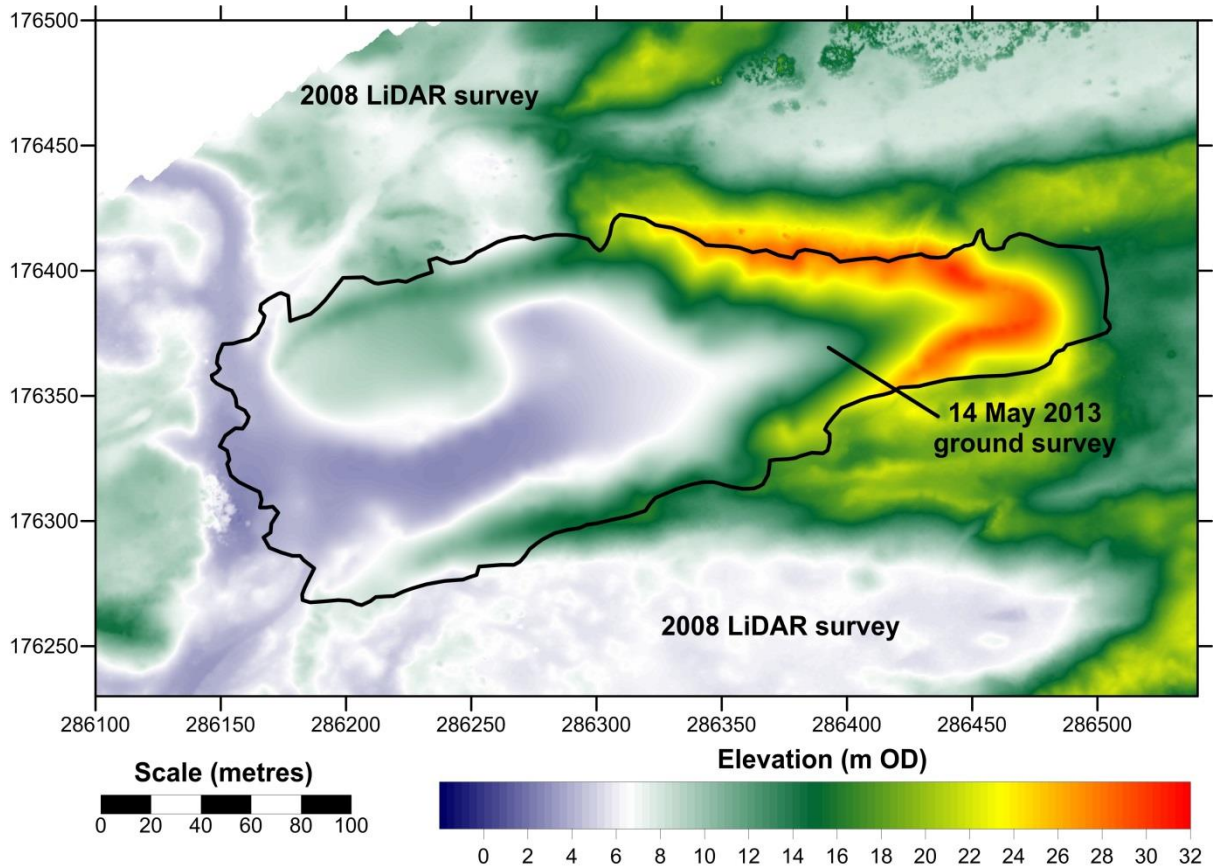 176500
2008 LiDAR survey
176450
176400
176350
14 May 2013
ground survey
176300
2008 LiDAR survey
176250
286100 286150 286200 286250 286300 286350 286400 286450 286500
Scale (metres)
0 20 40 60 80 100
Elevation (m OD)
0 2 4 6 8 10 12 14 16 18 20 22 24 26 28 30 32